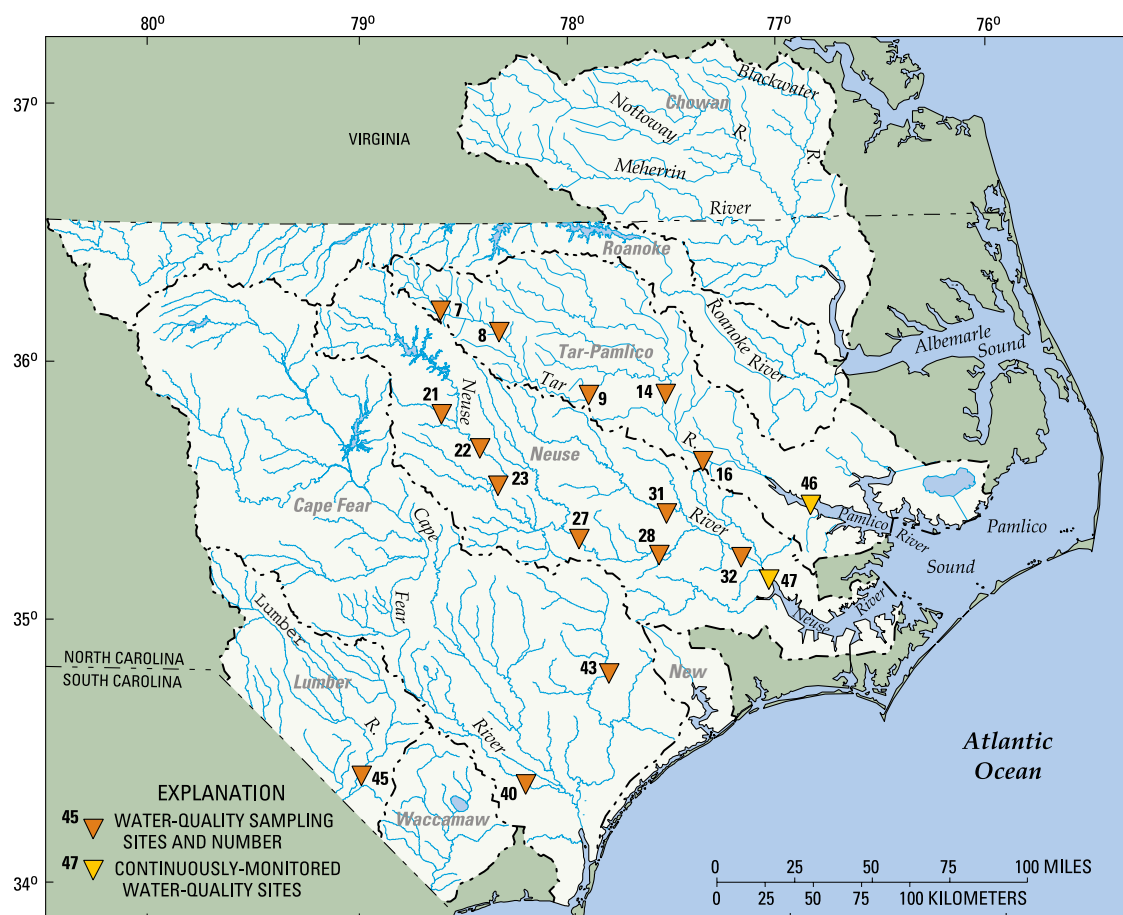 80⁰ 79⁰ 78⁰ 77⁰ 76⁰
37⁰
36⁰
35⁰
34⁰
VIRGINIA
Blackwater
R.
Chowan
Nottoway
R.
Meherrin
River
Roanoke
Roanoke River
Albemarle
Sound
7
8
Tar-Pamlico
Tar
9
14
R.
16
21
Neuse
22
23
Neuse
31
27
28
River
32
46
47
Pamlico
River
Pamlico
Sound
Neuse
River
Cape Fear
Cape
Fear
River
Lumber
NORTH CAROLINA
SOUTH CAROLINA
Lumber
R.
43
New
45
40
Waccamaw
Atlantic
Ocean
EXPLANATION
45 WATER-QUALITY SAMPLING
SITES AND NUMBER
47 CONTINUOUSLY-MONITORED
WATER-QUALITY SITES
0 25 50 75 100 MILES
0 25 50 75 100 KILOMETERS